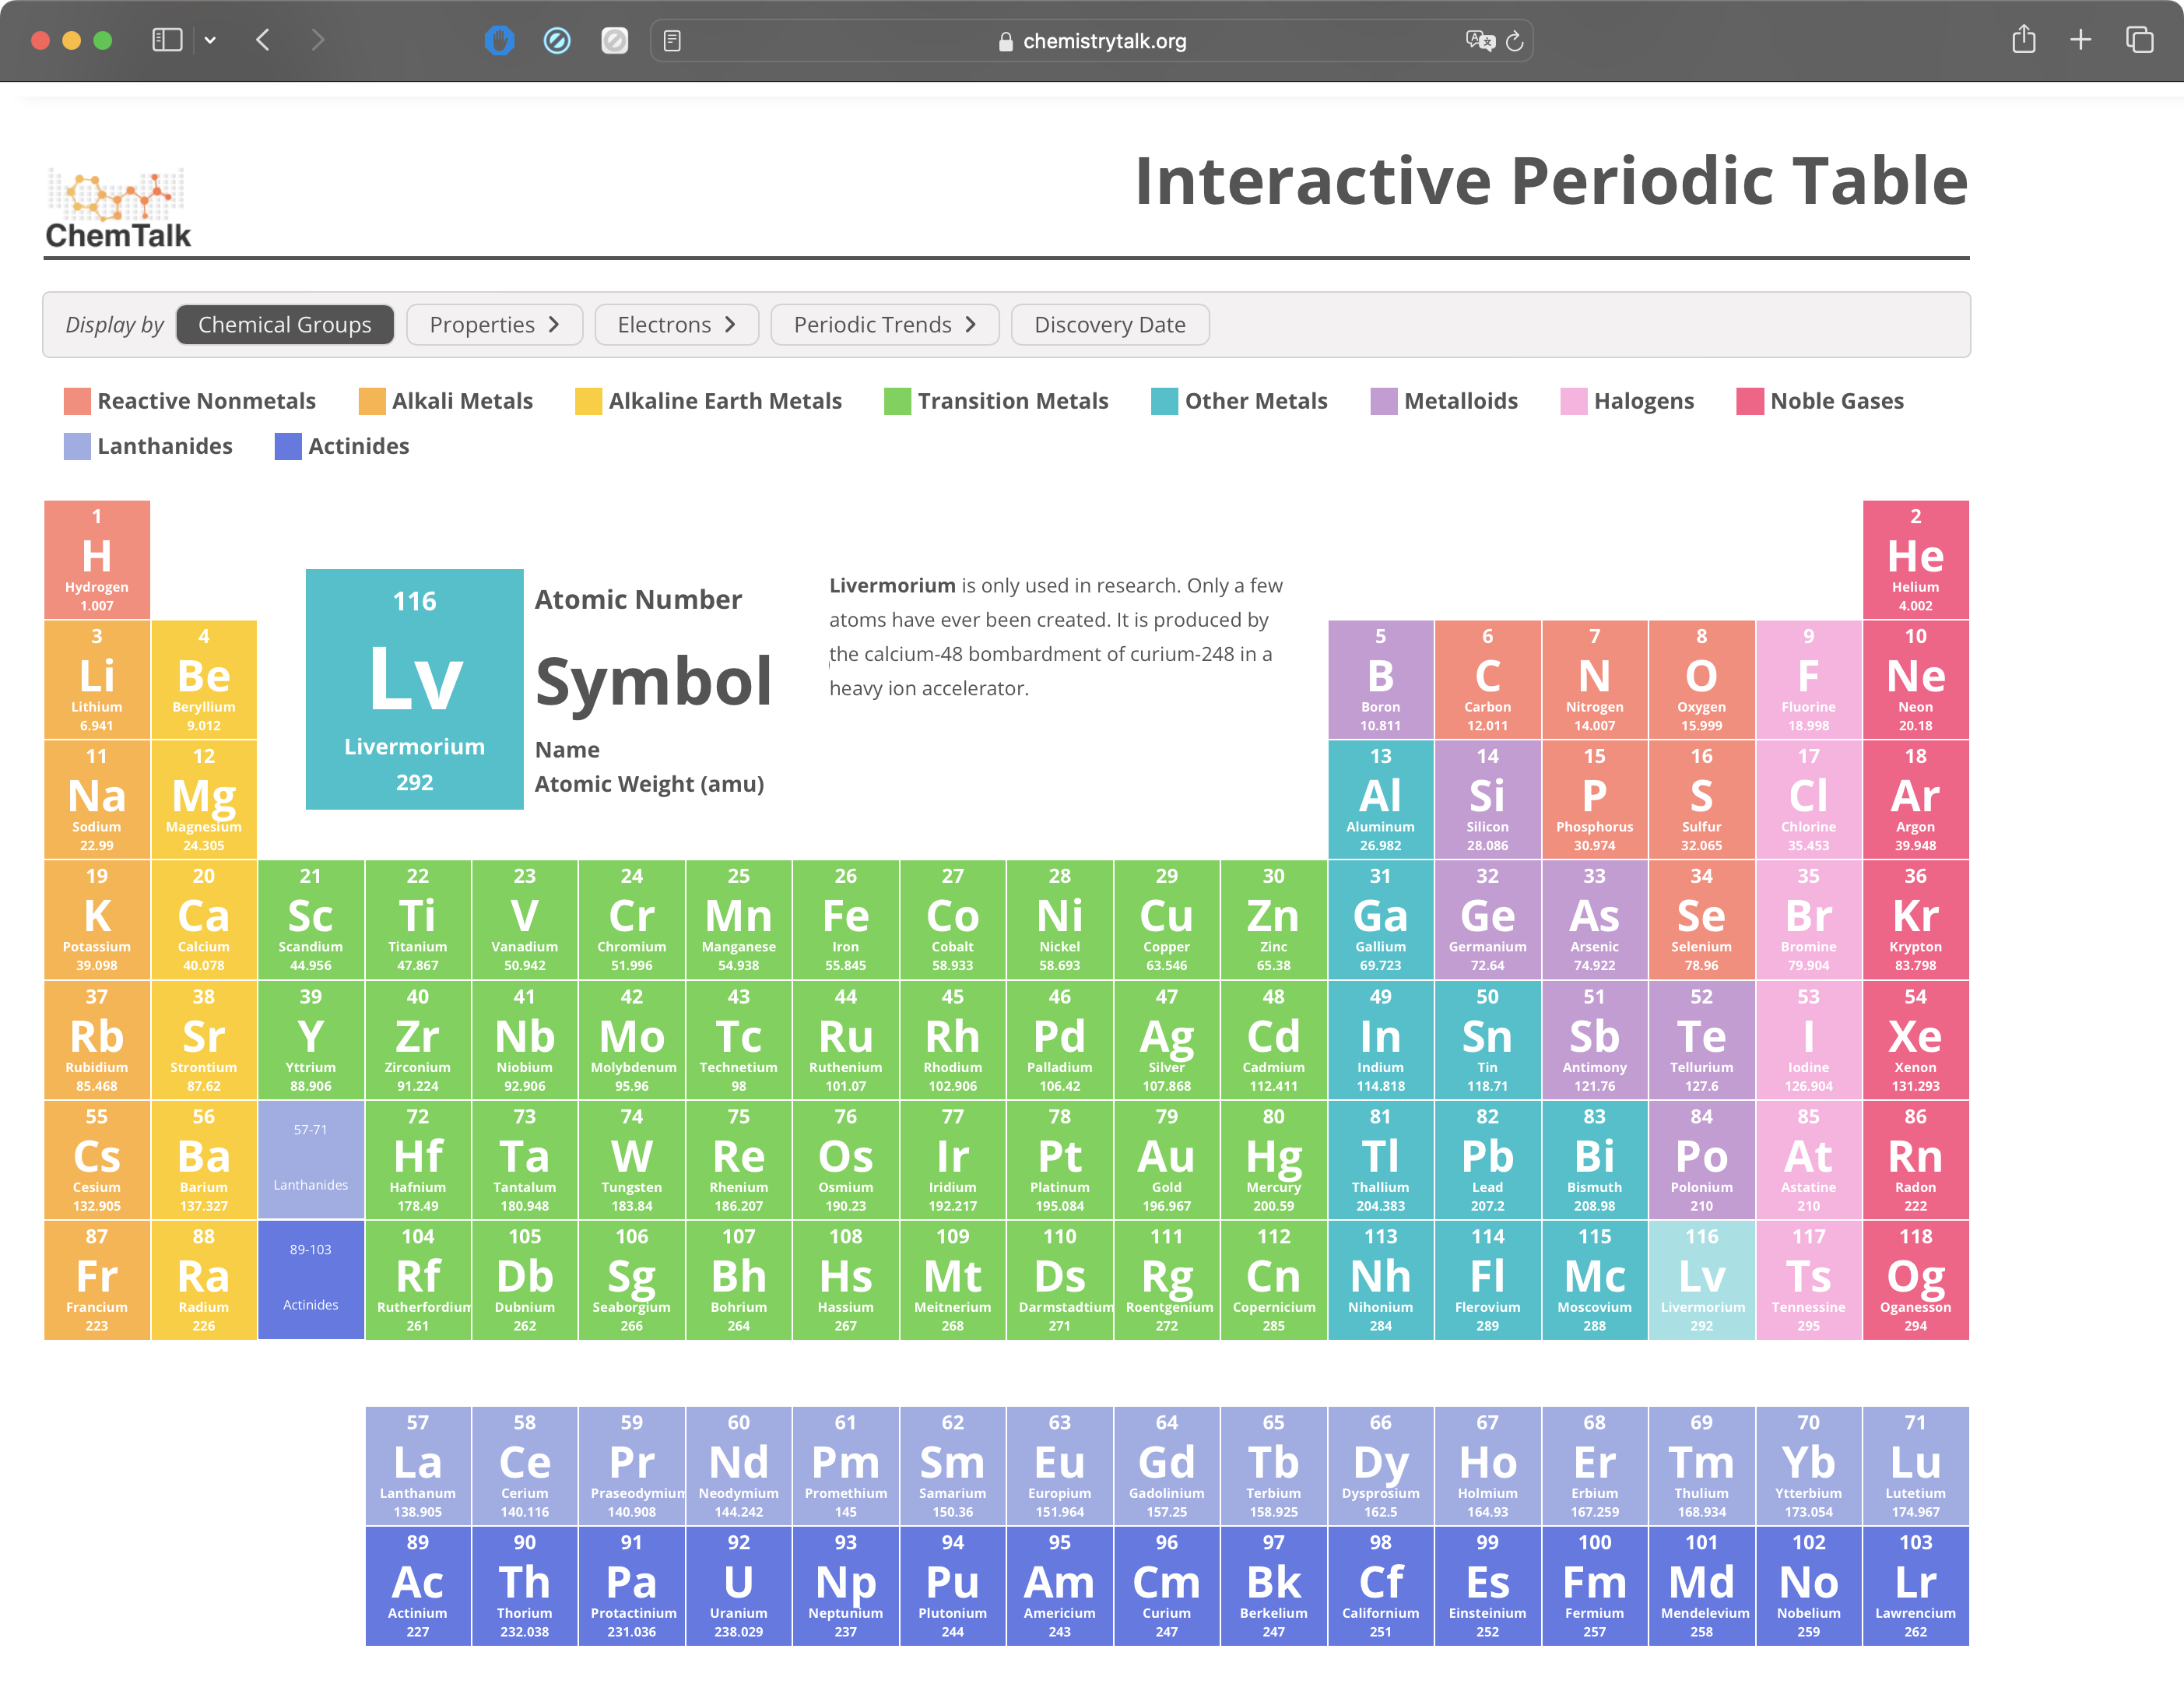 chemistrytalk.org
ChemTalk
Interactive Periodic Table
Display by Chemical Groups Properties Electrons Periodic Trends Discovery Date
Reactive Nonmetals Alkali Metals Alkaline Earth Metals Transition Metals Other Metals Metalloids Halogens Noble Gases
Lanthanides Actinides
1 2
H He
Hydrogen Helium
1.007 4.002
116 Atomic Number
Lv Symbol
Livermorium Name
292 Atomic Weight (amu)
Livermorium is only used in research. Only a few
atoms have ever been created. It is produced by
the calcium-48 bombardment of curium-248 in a
heavy ion accelerator.
3 4 5 6 7 8 9 10
Li Be B C N O F Ne
Lithium Beryllium Boron Carbon Nitrogen Oxygen Fluorine Neon
6.941 9.012 10.811 12.011 14.007 15.999 18.998 20.18
11 12 13 14 15 16 17 18
Na Mg Al Si P S Cl Ar
Sodium Magnesium Aluminum Silicon Phosphorus Sulfur Chlorine Argon
22.99 24.305 26.982 28.086 30.974 32.065 35.453 39.948
19 20 21 22 23 24 25 26 27 28 29 30 31 32 33 34 35 36
K Ca Sc Ti V Cr Mn Fe Co Ni Cu Zn Ga Ge As Se Br Kr
Potassium Calcium Scandium Titanium Vanadium Chromium Manganese Iron Cobalt Nickel Copper Zinc Gallium Germanium Arsenic Selenium Bromine Krypton
39.098 40.078 44.956 47.867 50.942 51.996 54.938 55.845 58.933 58.693 63.546 65.38 69.723 72.64 74.922 78.96 79.904 83.798
37 38 39 40 41 42 43 44 45 46 47 48 49 50 51 52 53 54
Rb Sr Y Zr Nb Mo Tc Ru Rh Pd Ag Cd In Sn Sb Te I Xe
Rubidium Strontium Yttrium Zirconium Niobium Molybdenum Technetium Ruthenium Rhodium Palladium Silver Cadmium Indium Tin Antimony Tellurium Iodine Xenon
85.468 87.62 88.906 91.224 92.906 95.96 98 101.07 102.906 106.42 107.868 112.411 114.818 118.71 121.76 127.6 126.904 131.293
55 56 57-71 72 73 74 75 76 77 78 79 80 81 82 83 84 85 86
Cs Ba Hf Ta W Re Os Ir Pt Au Hg Tl Pb Bi Po At Rn
Cesium Barium Lanthanides Hafnium Tantalum Tungsten Rhenium Osmium Iridium Platinum Gold Mercury Thallium Lead Bismuth Polonium Astatine Radon
132.905 137.327 178.49 180.948 183.84 186.207 190.23 192.217 195.084 196.967 200.59 204.383 207.2 208.98 210 210 222
87 88 89-103 104 105 106 107 108 109 110 111 112 113 114 115 116 117 118
Fr Ra Rf Db Sg Bh Hs Mt Ds Rg Cn Nh Fl Mc Lv Ts Og
Francium Radium Actinides Rutherfordium Dubnium Seaborgium Bohrium Hassium Meitnerium Darmstadtium Roentgenium Copernicium Nihonium Flerovium Moscovium Livermorium Tennessine Oganesson
223 226 261 262 266 264 267 268 271 272 285 284 289 288 292 295 294
57 58 59 60 61 62 63 64 65 66 67 68 69 70 71
La Ce Pr Nd Pm Sm Eu Gd Tb Dy Ho Er Tm Yb Lu
Lanthanum Cerium Praseodymium Neodymium Promethium Samarium Europium Gadolinium Terbium Dysprosium Holmium Erbium Thulium Ytterbium Lutetium
138.905 140.116 140.908 144.242 145 150.36 151.964 157.25 158.925 162.5 164.93 167.259 168.934 173.054 174.967
89 90 91 92 93 94 95 96 97 98 99 100 101 102 103
Ac Th Pa U Np Pu Am Cm Bk Cf Es Fm Md No Lr
Actinium Thorium Protactinium Uranium Neptunium Plutonium Americium Curium Berkelium Californium Einsteinium Fermium Mendelevium Nobelium Lawrencium
227 232.038 231.036 238.029 237 244 243 247 247 251 252 257 258 259 262